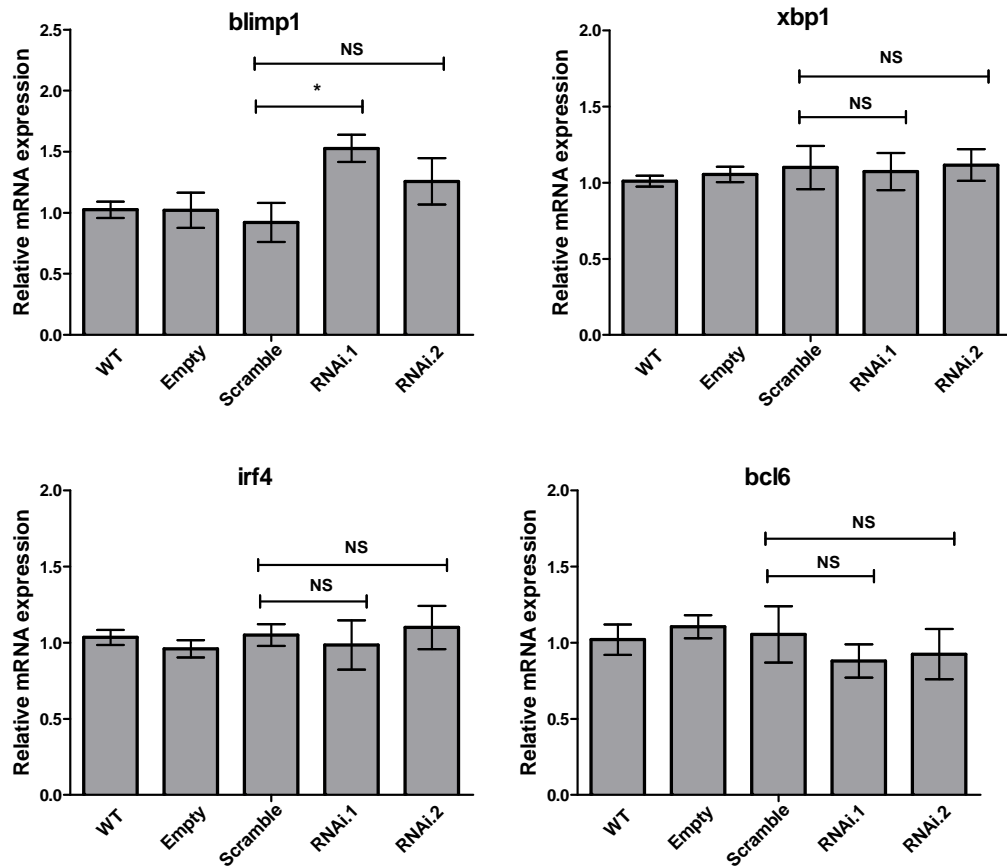 blimp1
Relative mRNA expression
2.5
2.0
1.5
1.0
0.5
0.0
NS
*
WT
Empty
Scramble
RNAi.1
RNAi.2
xbp1
Relative mRNA expression
2.0
1.5
1.0
0.5
0.0
NS
NS
WT
Empty
Scramble
RNAi.1
RNAi.2
irf4
Relative mRNA expression
2.0
1.5
1.0
0.5
0.0
NS
NS
WT
Empty
Scramble
RNAi.1
RNAi.2
bcl6
Relative mRNA expression
2.0
1.5
1.0
0.5
0.0
NS
NS
WT
Empty
Scramble
RNAi.1
RNAi.2